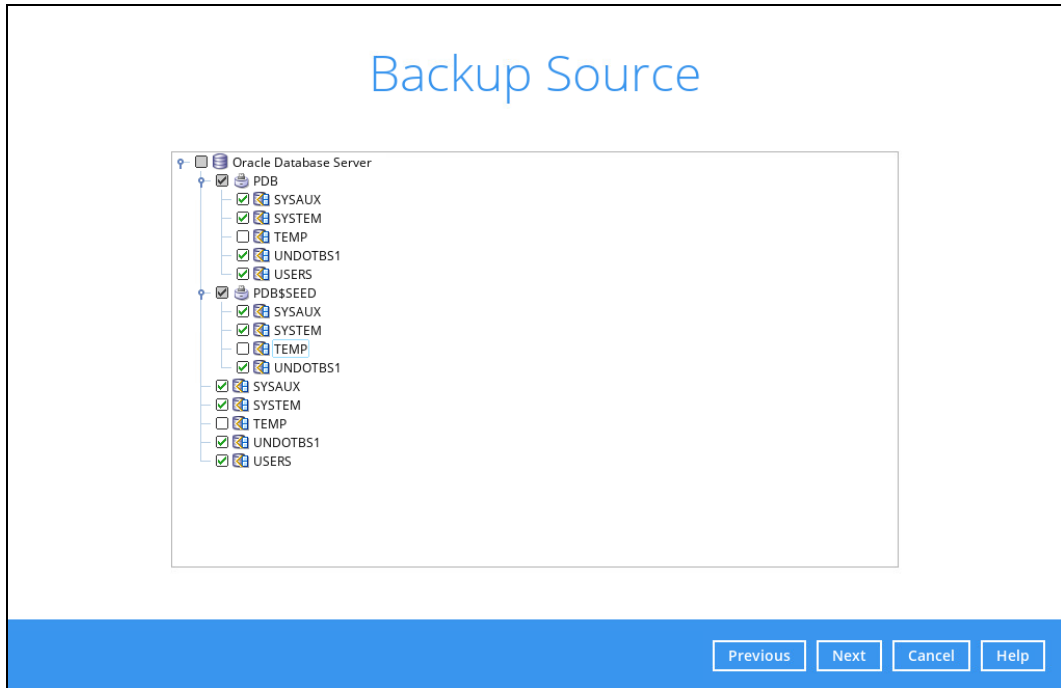 Backup Source
Oracle Database Server
PDB
SYSAUX
SYSTEM
TEMP
UNDOTBS1
USERS
PDB$SEED
SYSAUX
SYSTEM
TEMP
UNDOTBS1
SYSAUX
SYSTEM
TEMP
UNDOTBS1
USERS
Previous Next Cancel Help